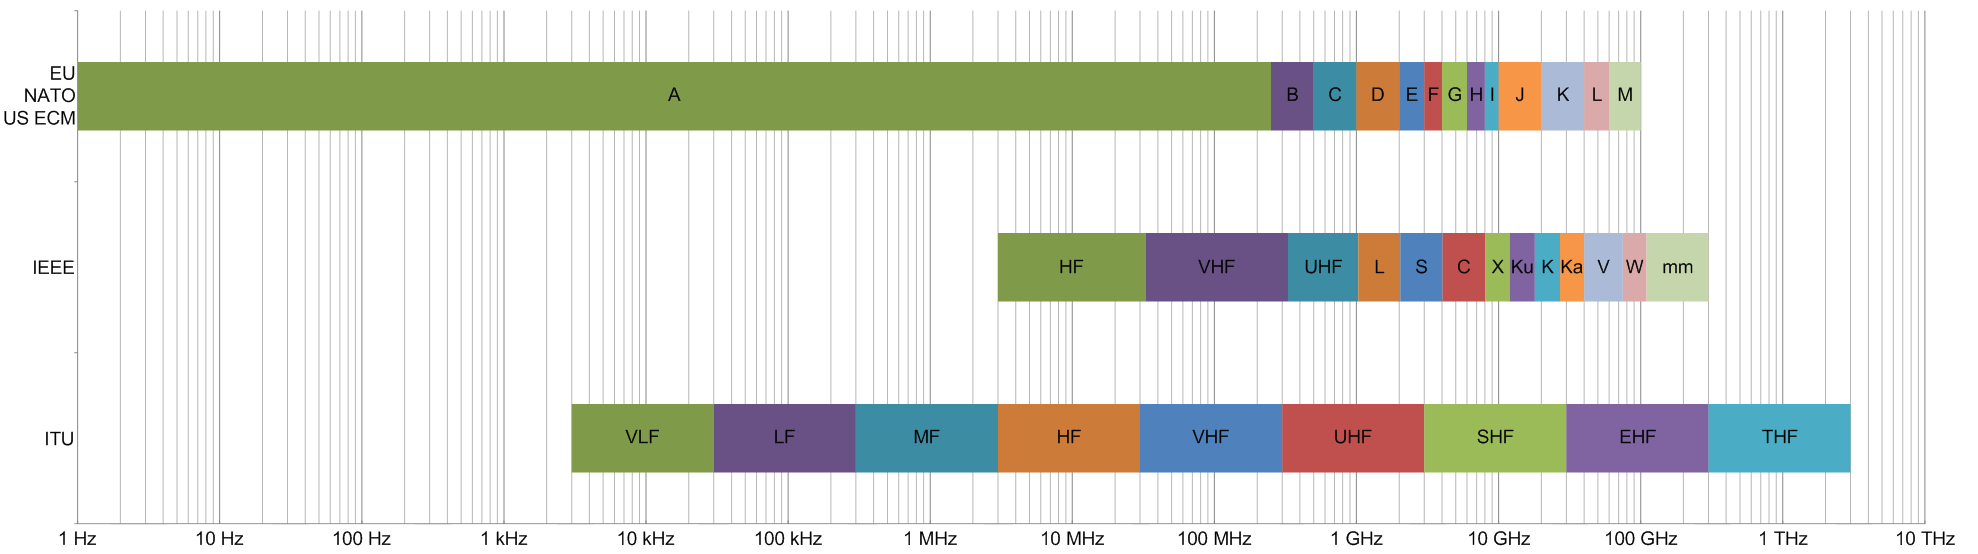 EU
NATO
US ECM
A B C D E F G H I J K L M
IEEE
HF VHF UHF L S C X Ku K Ka V W mm
ITU
VLF LF MF HF VHF UHF SHF EHF THF
1 Hz 10 Hz 100 Hz 1 kHz 10 kHz 100 kHz 1 MHz 10 MHz 100 MHz 1 GHz 10 GHz 100 GHz 1 THz 10 THz